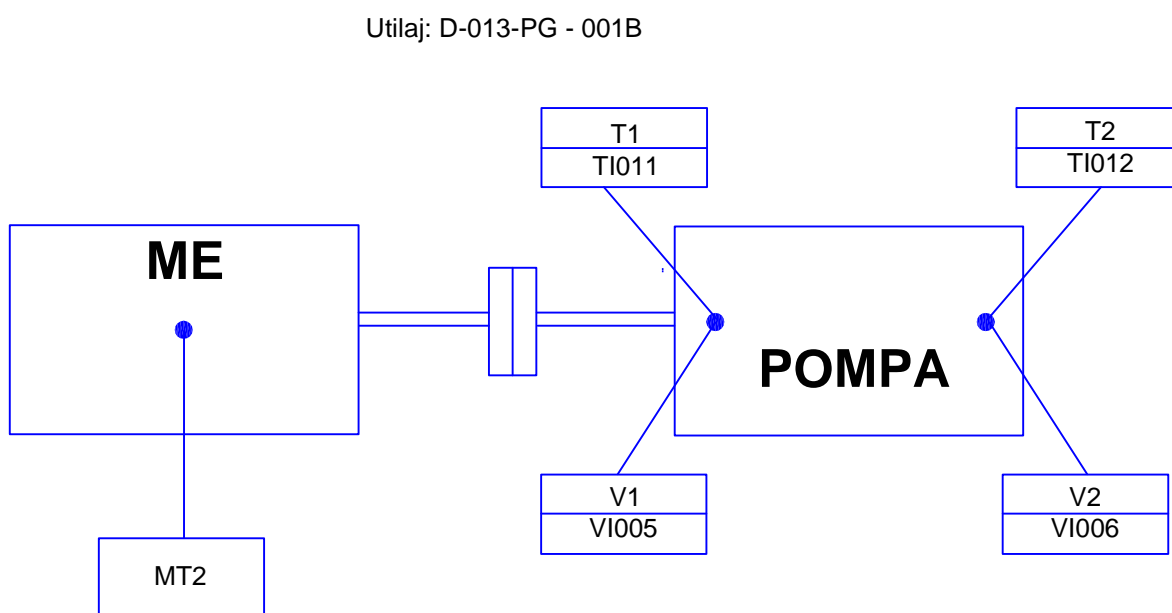 Utilaj: D-013-PG - 001B
T1
TI011
T2
TI012
ME
POMPA
V1
VI005
V2
VI006
MT2